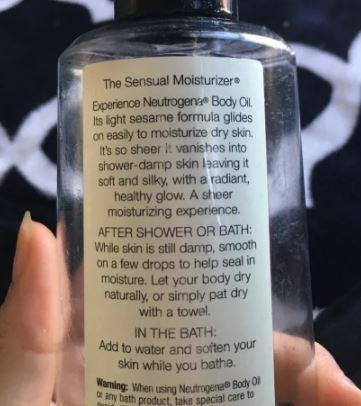 The Sensual Moisturizer®
Experience Neutrogena® Body Oil.
Its light sesame formula glides
on easily to moisturize dry skin.
It's so sheer it vanishes into
shower-damp skin leaving it
soft and silky, with a radiant,
healthy glow. A sheer
moisturizing experience.
AFTER SHOWER OR BATH:
While skin is still damp, smooth
on a few drops to help seal in
moisture. Let your body dry
naturally, or simply pat dry
with a towel.
IN THE BATH:
Add to water and soften your
skin while you bathe.
Warning: When using Neutrogena® Body Oil
or any bath product, take special care to